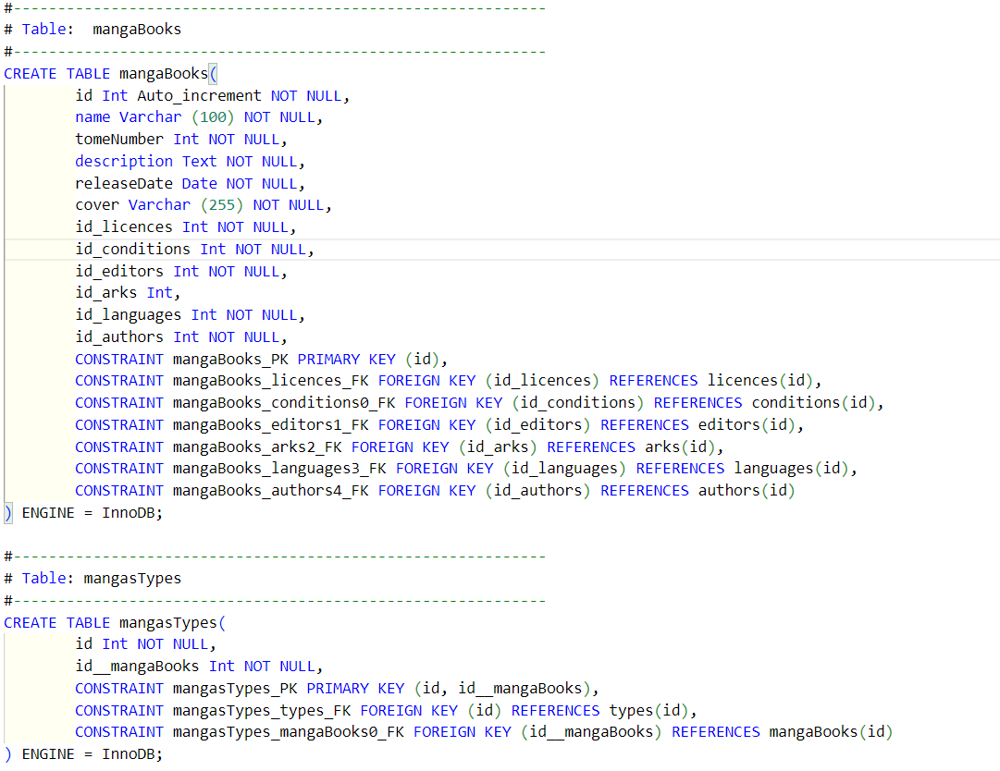 #------------------------------------------------------------
# Table:  mangaBooks
#------------------------------------------------------------
CREATE TABLE mangaBooks(
        id Int Auto_increment NOT NULL,
        name Varchar (100) NOT NULL,
        tomeNumber Int NOT NULL,
        description Text NOT NULL,
        releaseDate Date NOT NULL,
        cover Varchar (255) NOT NULL,
        id_licences Int NOT NULL,
        id_conditions Int NOT NULL,
        id_editors Int NOT NULL,
        id_arks Int,
        id_languages Int NOT NULL,
        id_authors Int NOT NULL,
        CONSTRAINT mangaBooks_PK PRIMARY KEY (id),
        CONSTRAINT mangaBooks_licences_FK FOREIGN KEY (id_licences) REFERENCES licences(id),
        CONSTRAINT mangaBooks_conditions0_FK FOREIGN KEY (id_conditions) REFERENCES conditions(id),
        CONSTRAINT mangaBooks_editors1_FK FOREIGN KEY (id_editors) REFERENCES editors(id),
        CONSTRAINT mangaBooks_arks2_FK FOREIGN KEY (id_arks) REFERENCES arks(id),
        CONSTRAINT mangaBooks_languages3_FK FOREIGN KEY (id_languages) REFERENCES languages(id),
        CONSTRAINT mangaBooks_authors4_FK FOREIGN KEY (id_authors) REFERENCES authors(id)
) ENGINE = InnoDB;

#------------------------------------------------------------
# Table: mangasTypes
#------------------------------------------------------------
CREATE TABLE mangasTypes(
        id Int NOT NULL,
        id__mangaBooks Int NOT NULL,
        CONSTRAINT mangasTypes_PK PRIMARY KEY (id, id__mangaBooks),
        CONSTRAINT mangasTypes_types_FK FOREIGN KEY (id) REFERENCES types(id),
        CONSTRAINT mangasTypes_mangaBooks0_FK FOREIGN KEY (id__mangaBooks) REFERENCES mangaBooks(id)
) ENGINE = InnoDB;